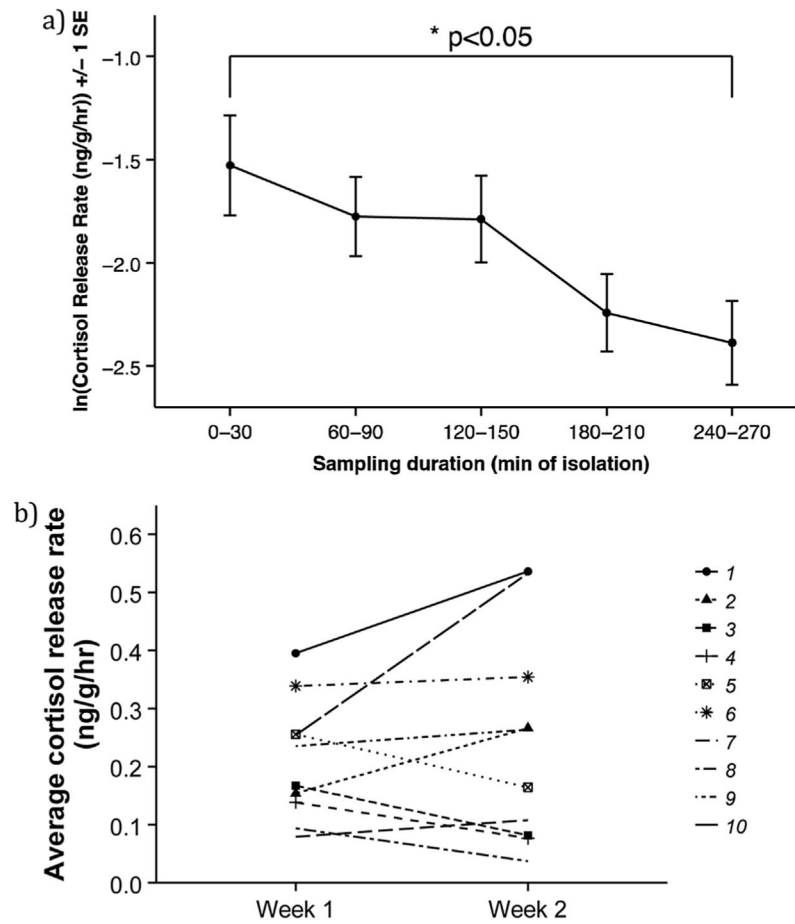 a)
* p<0.05
ln(Cortisol Release Rate (ng/g/hr)) +/− 1 SE
−1.0
−1.5
−2.0
−2.5
0–30 60–90 120–150 180–210 240–270
Sampling duration (min of isolation)
b)
Average cortisol release rate
(ng/g/hr)
0.6
0.5
0.4
0.3
0.2
0.1
0.0
Week 1 Week 2
1
2
3
4
5
6
7
8
9
10